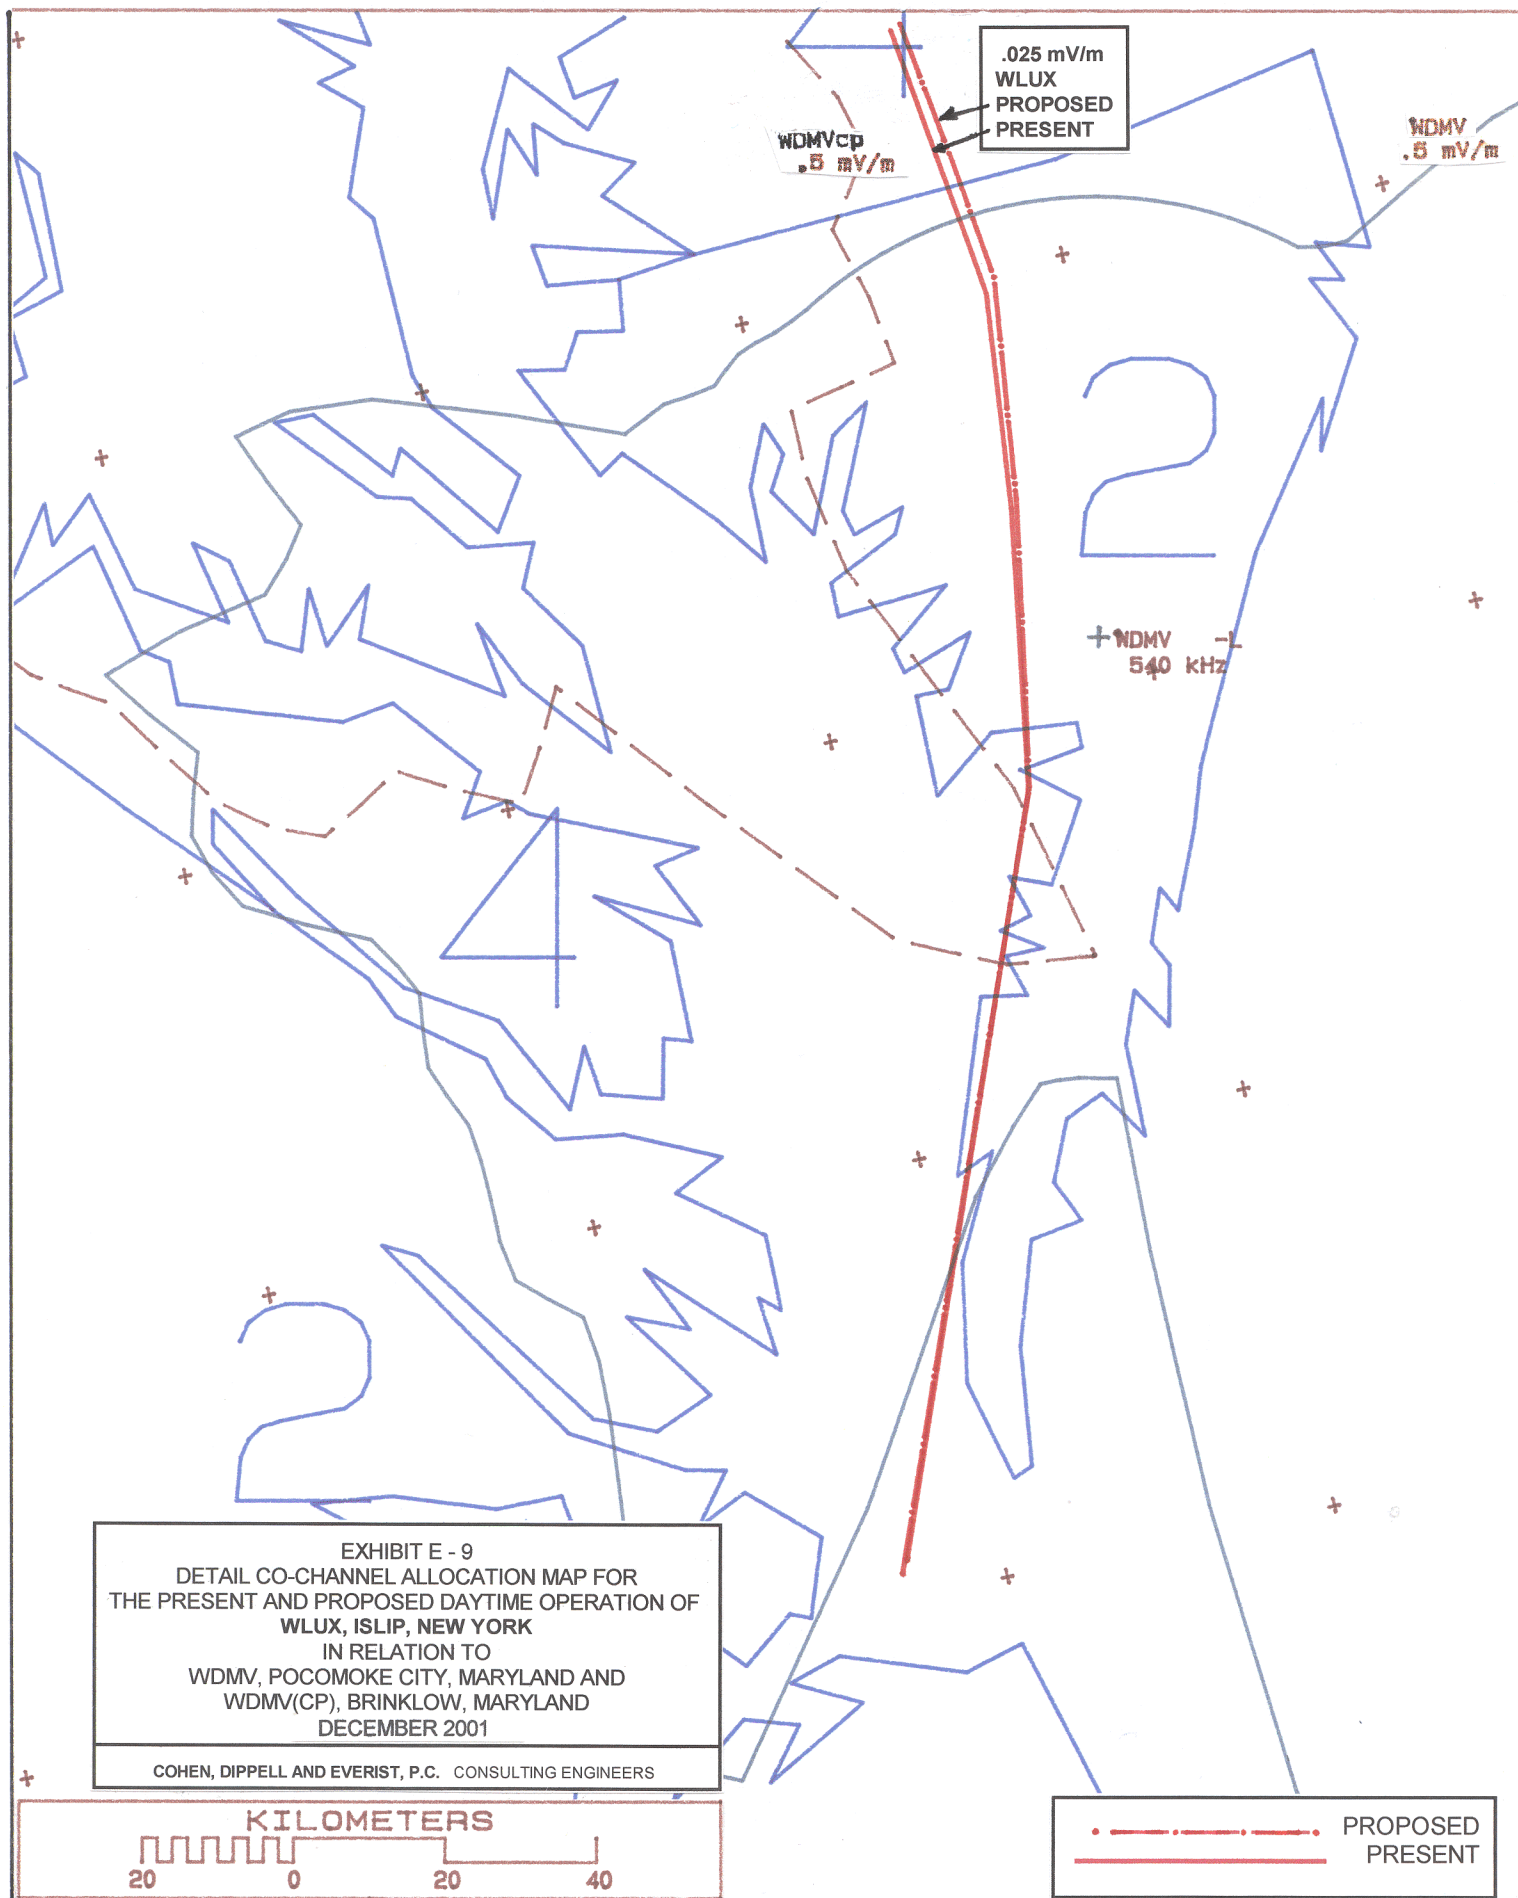 .025 mV/m
WLUX
PROPOSED
PRESENT
WDMVcp
.5 mV/m
WDMV
.5 mV/m
2
WDMV -L
540 kHz
4
2
EXHIBIT E - 9
DETAIL CO-CHANNEL ALLOCATION MAP FOR
THE PRESENT AND PROPOSED DAYTIME OPERATION OF
WLUX, ISLIP, NEW YORK
IN RELATION TO
WDMV, POCOMOKE CITY, MARYLAND AND
WDMV(CP), BRINKLOW, MARYLAND
DECEMBER 2001
COHEN, DIPPELL AND EVERIST, P.C. CONSULTING ENGINEERS
KILOMETERS
20 0 20 40
PROPOSED
PRESENT